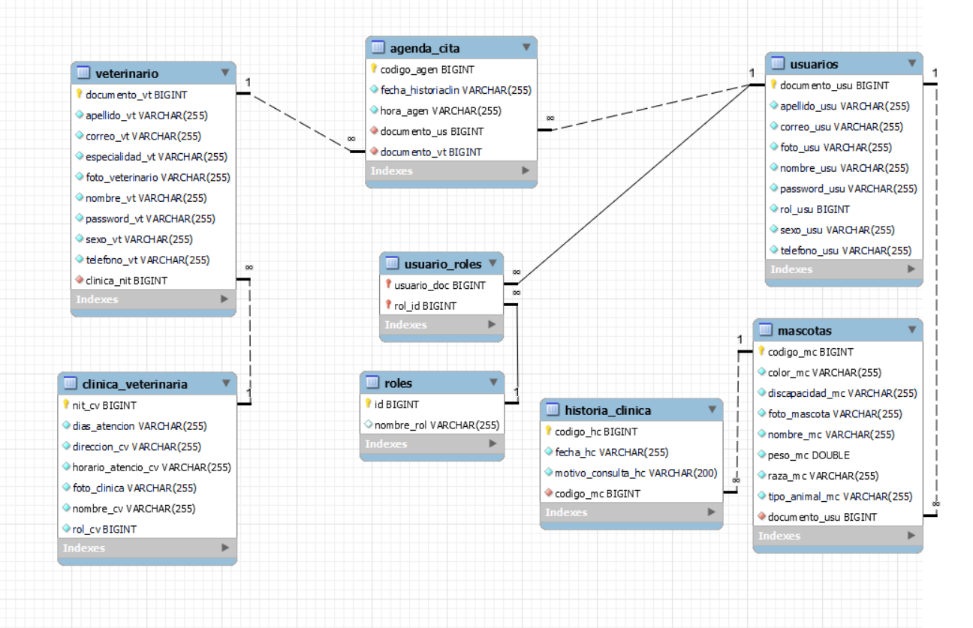 agenda_cita
codigo_agen BIGINT
fecha_historiaclin VARCHAR(255)
hora_agen VARCHAR(255)
documento_us BIGINT
documento_vt BIGINT
Indexes
veterinario
documento_vt BIGINT
apellido_vt VARCHAR(255)
correo_vt VARCHAR(255)
especialidad_vt VARCHAR(255)
foto_veterinario VARCHAR(255)
nombre_vt VARCHAR(255)
password_vt VARCHAR(255)
sexo_vt VARCHAR(255)
telefono_vt VARCHAR(255)
clinica_nit BIGINT
Indexes
1
∞
∞
1
∞
1
usuarios
documento_usu BIGINT
apellido_usu VARCHAR(255)
correo_usu VARCHAR(255)
foto_usu VARCHAR(255)
nombre_usu VARCHAR(255)
password_usu VARCHAR(255)
rol_usu BIGINT
sexo_usu VARCHAR(255)
telefono_usu VARCHAR(255)
Indexes
1
usuario_roles
usuario_doc BIGINT
rol_id BIGINT
Indexes
∞
∞
roles
id BIGINT
nombre_rol VARCHAR(255)
Indexes
1
clinica_veterinaria
nit_cv BIGINT
dias_atencion VARCHAR(255)
direccion_cv VARCHAR(255)
horario_atencio_cv VARCHAR(255)
foto_clinica VARCHAR(255)
nombre_cv VARCHAR(255)
rol_cv BIGINT
Indexes
historia_clinica
codigo_hc BIGINT
fecha_hc VARCHAR(255)
motivo_consulta_hc VARCHAR(200)
codigo_mc BIGINT
Indexes
1
∞
mascotas
codigo_mc BIGINT
color_mc VARCHAR(255)
discapacidad_mc VARCHAR(255)
foto_mascota VARCHAR(255)
nombre_mc VARCHAR(255)
peso_mc DOUBLE
raza_mc VARCHAR(255)
tipo_animal_mc VARCHAR(255)
documento_usu BIGINT
Indexes
∞